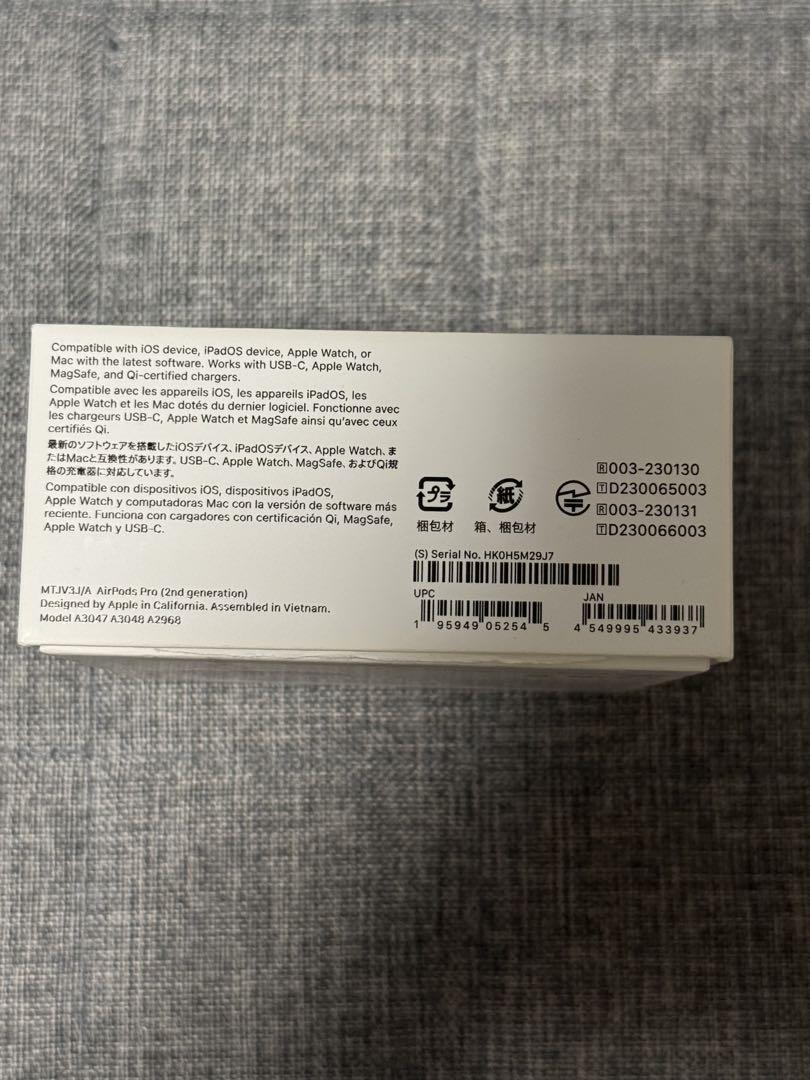 Compatible with iOS device, iPadOS device, Apple Watch, or
Mac with the latest software. Works with USB-C, Apple Watch,
MagSafe, and Qi-certified chargers.
Compatible avec les appareils iOS, les appareils iPadOS, les
Apple Watch et les Mac dotés du dernier logiciel. Fonctionne avec
les chargeurs USB-C, Apple Watch et MagSafe ainsi qu'avec ceux
certifiés Qi.
最新のソフトウェアを搭載したiOSデバイス、iPadOSデバイス、Apple Watch、ま
たはMacと互換性があります。USB-C、Apple Watch、MagSafe、およびQi規
格の充電器に対応しています。
Compatible con dispositivos iOS, dispositivos iPadOS,
Apple Watch y computadoras Mac con la versión de software más
reciente. Funciona con cargadores con certificación Qi, MagSafe,
Apple Watch y USB-C.
MTJV3J/A AirPods Pro (2nd generation)
Designed by Apple in California. Assembled in Vietnam.
Model A3047 A3048 A2968
プラ
梱包材
紙
箱、梱包材
R 003-230130
T D230065003
R 003-230131
T D230066003
(S) Serial No. HK0H5M29J7
UPC
1 95949 05254 5
JAN
4 549995 433937